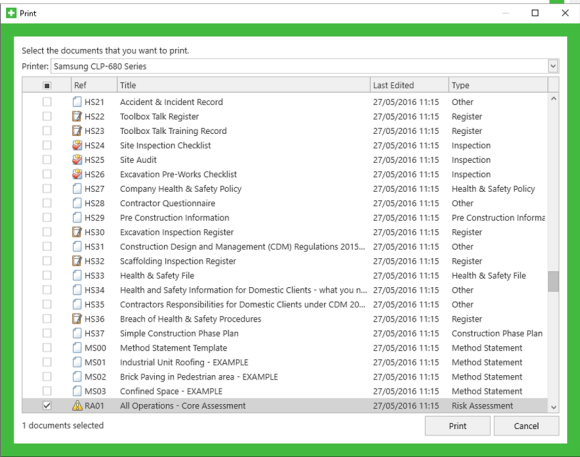 Print
Select the documents that you want to print.
Printer: Samsung CLP-680 Series
Ref Title Last Edited Type
HS21 Accident & Incident Record 27/05/2016 11:15 Other
HS22 Toolbox Talk Register 27/05/2016 11:15 Register
HS23 Toolbox Talk Training Record 27/05/2016 11:15 Register
HS24 Site Inspection Checklist 27/05/2016 11:15 Inspection
HS25 Site Audit 27/05/2016 11:15 Inspection
HS26 Excavation Pre-Works Checklist 27/05/2016 11:15 Inspection
HS27 Company Health & Safety Policy 27/05/2016 11:15 Health & Safety Policy
HS28 Contractor Questionnaire 27/05/2016 11:15 Other
HS29 Pre Construction Information 27/05/2016 11:15 Pre Construction Informa
HS30 Excavation Inspection Register 27/05/2016 11:15 Register
HS31 Construction Design and Management (CDM) Regulations 2015... 27/05/2016 11:15 Other
HS32 Scaffolding Inspection Register 27/05/2016 11:15 Register
HS33 Health & Safety File 27/05/2016 11:15 Health & Safety File
HS34 Health and Safety Information for Domestic Clients - what you n... 27/05/2016 11:15 Other
HS35 Contractors Responsibilities for Domestic Clients under CDM 20... 27/05/2016 11:15 Other
HS36 Breach of Health & Safety Procedures 27/05/2016 11:15 Register
HS37 Simple Construction Phase Plan 27/05/2016 11:15 Construction Phase Plan
MS00 Method Statement Template 27/05/2016 11:15 Method Statement
MS01 Industrial Unit Roofing - EXAMPLE 27/05/2016 11:15 Method Statement
MS02 Brick Paving in Pedestrian area - EXAMPLE 27/05/2016 11:15 Method Statement
MS03 Confined Space - EXAMPLE 27/05/2016 11:15 Method Statement
RA01 All Operations - Core Assessment 27/05/2016 11:15 Risk Assessment
1 documents selected Print Cancel